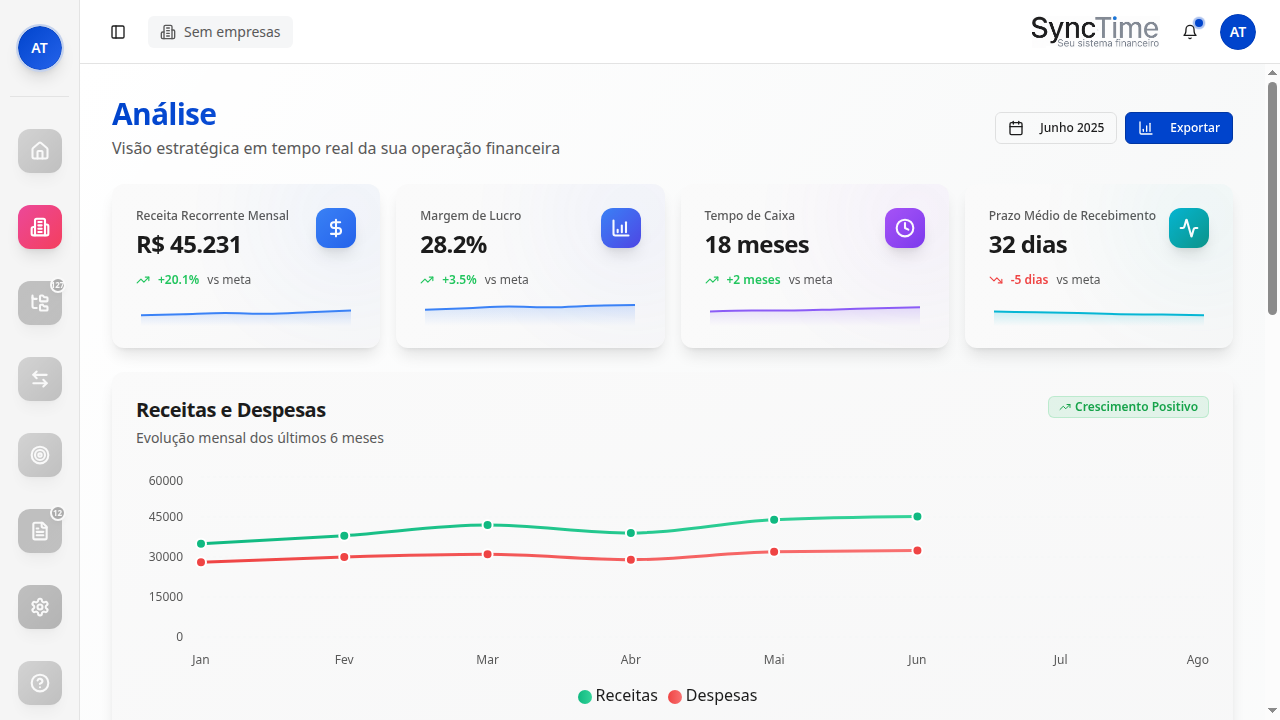 AT
Sem empresas
SyncTime
Seu sistema financeiro
AT
Análise
Visão estratégica em tempo real da sua operação financeira
Junho 2025
Exportar
Receita Recorrente Mensal
R$ 45.231
+20.1% vs meta
Margem de Lucro
28.2%
+3.5% vs meta
Tempo de Caixa
18 meses
+2 meses vs meta
Prazo Médio de Recebimento
32 dias
-5 dias vs meta
Receitas e Despesas
Crescimento Positivo
Evolução mensal dos últimos 6 meses
60000
45000
30000
15000
0
Jan Fev Mar Abr Mai Jun Jul Ago
Receitas Despesas
12